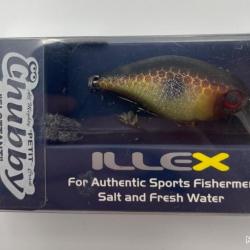 PETIT
Chubby
ILLEX
For Authentic Sports Fishermen
Salt and Fresh Water